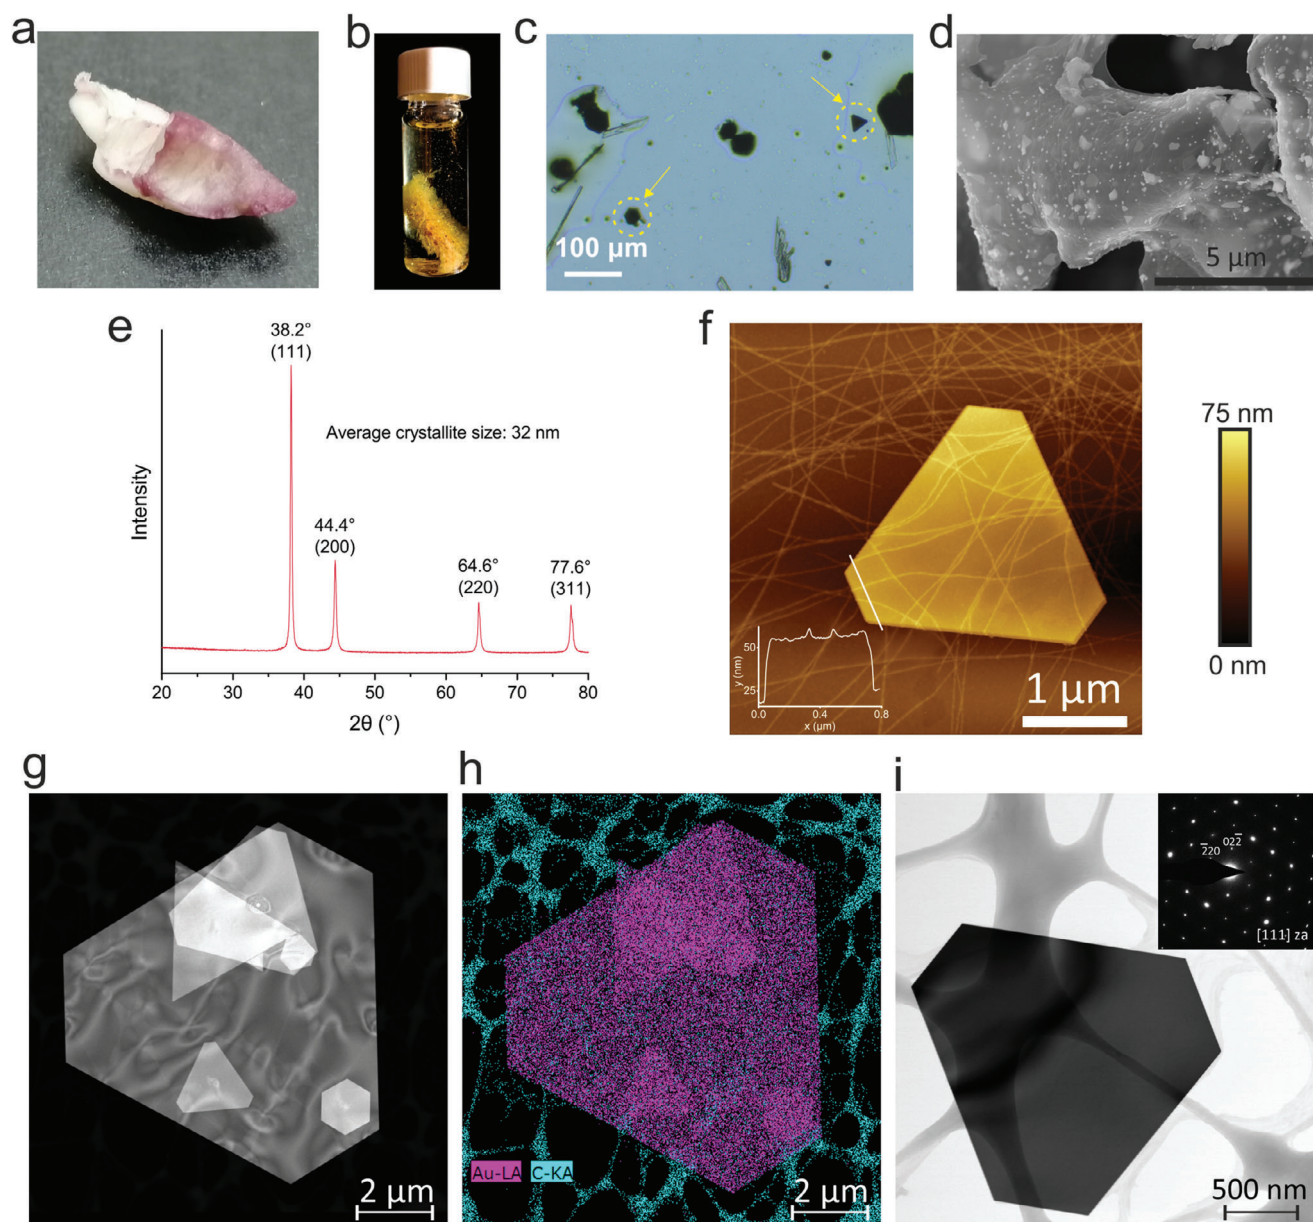 a
b
c
d
100 μm
5 μm
e
38.2°
(111)
Average crystallite size: 32 nm
44.4°
(200)
64.6°
(220)
77.6°
(311)
Intensity
20 30 40 50 60 70 80
2θ (°)
f
75 nm
0 nm
50
25
y (nm)
0.0 0.4 0.8
x (μm)
1 μm
g
2 μm
h
Au-LA C-KA
2 μm
i
2̅20 022̅
[111] za
500 nm